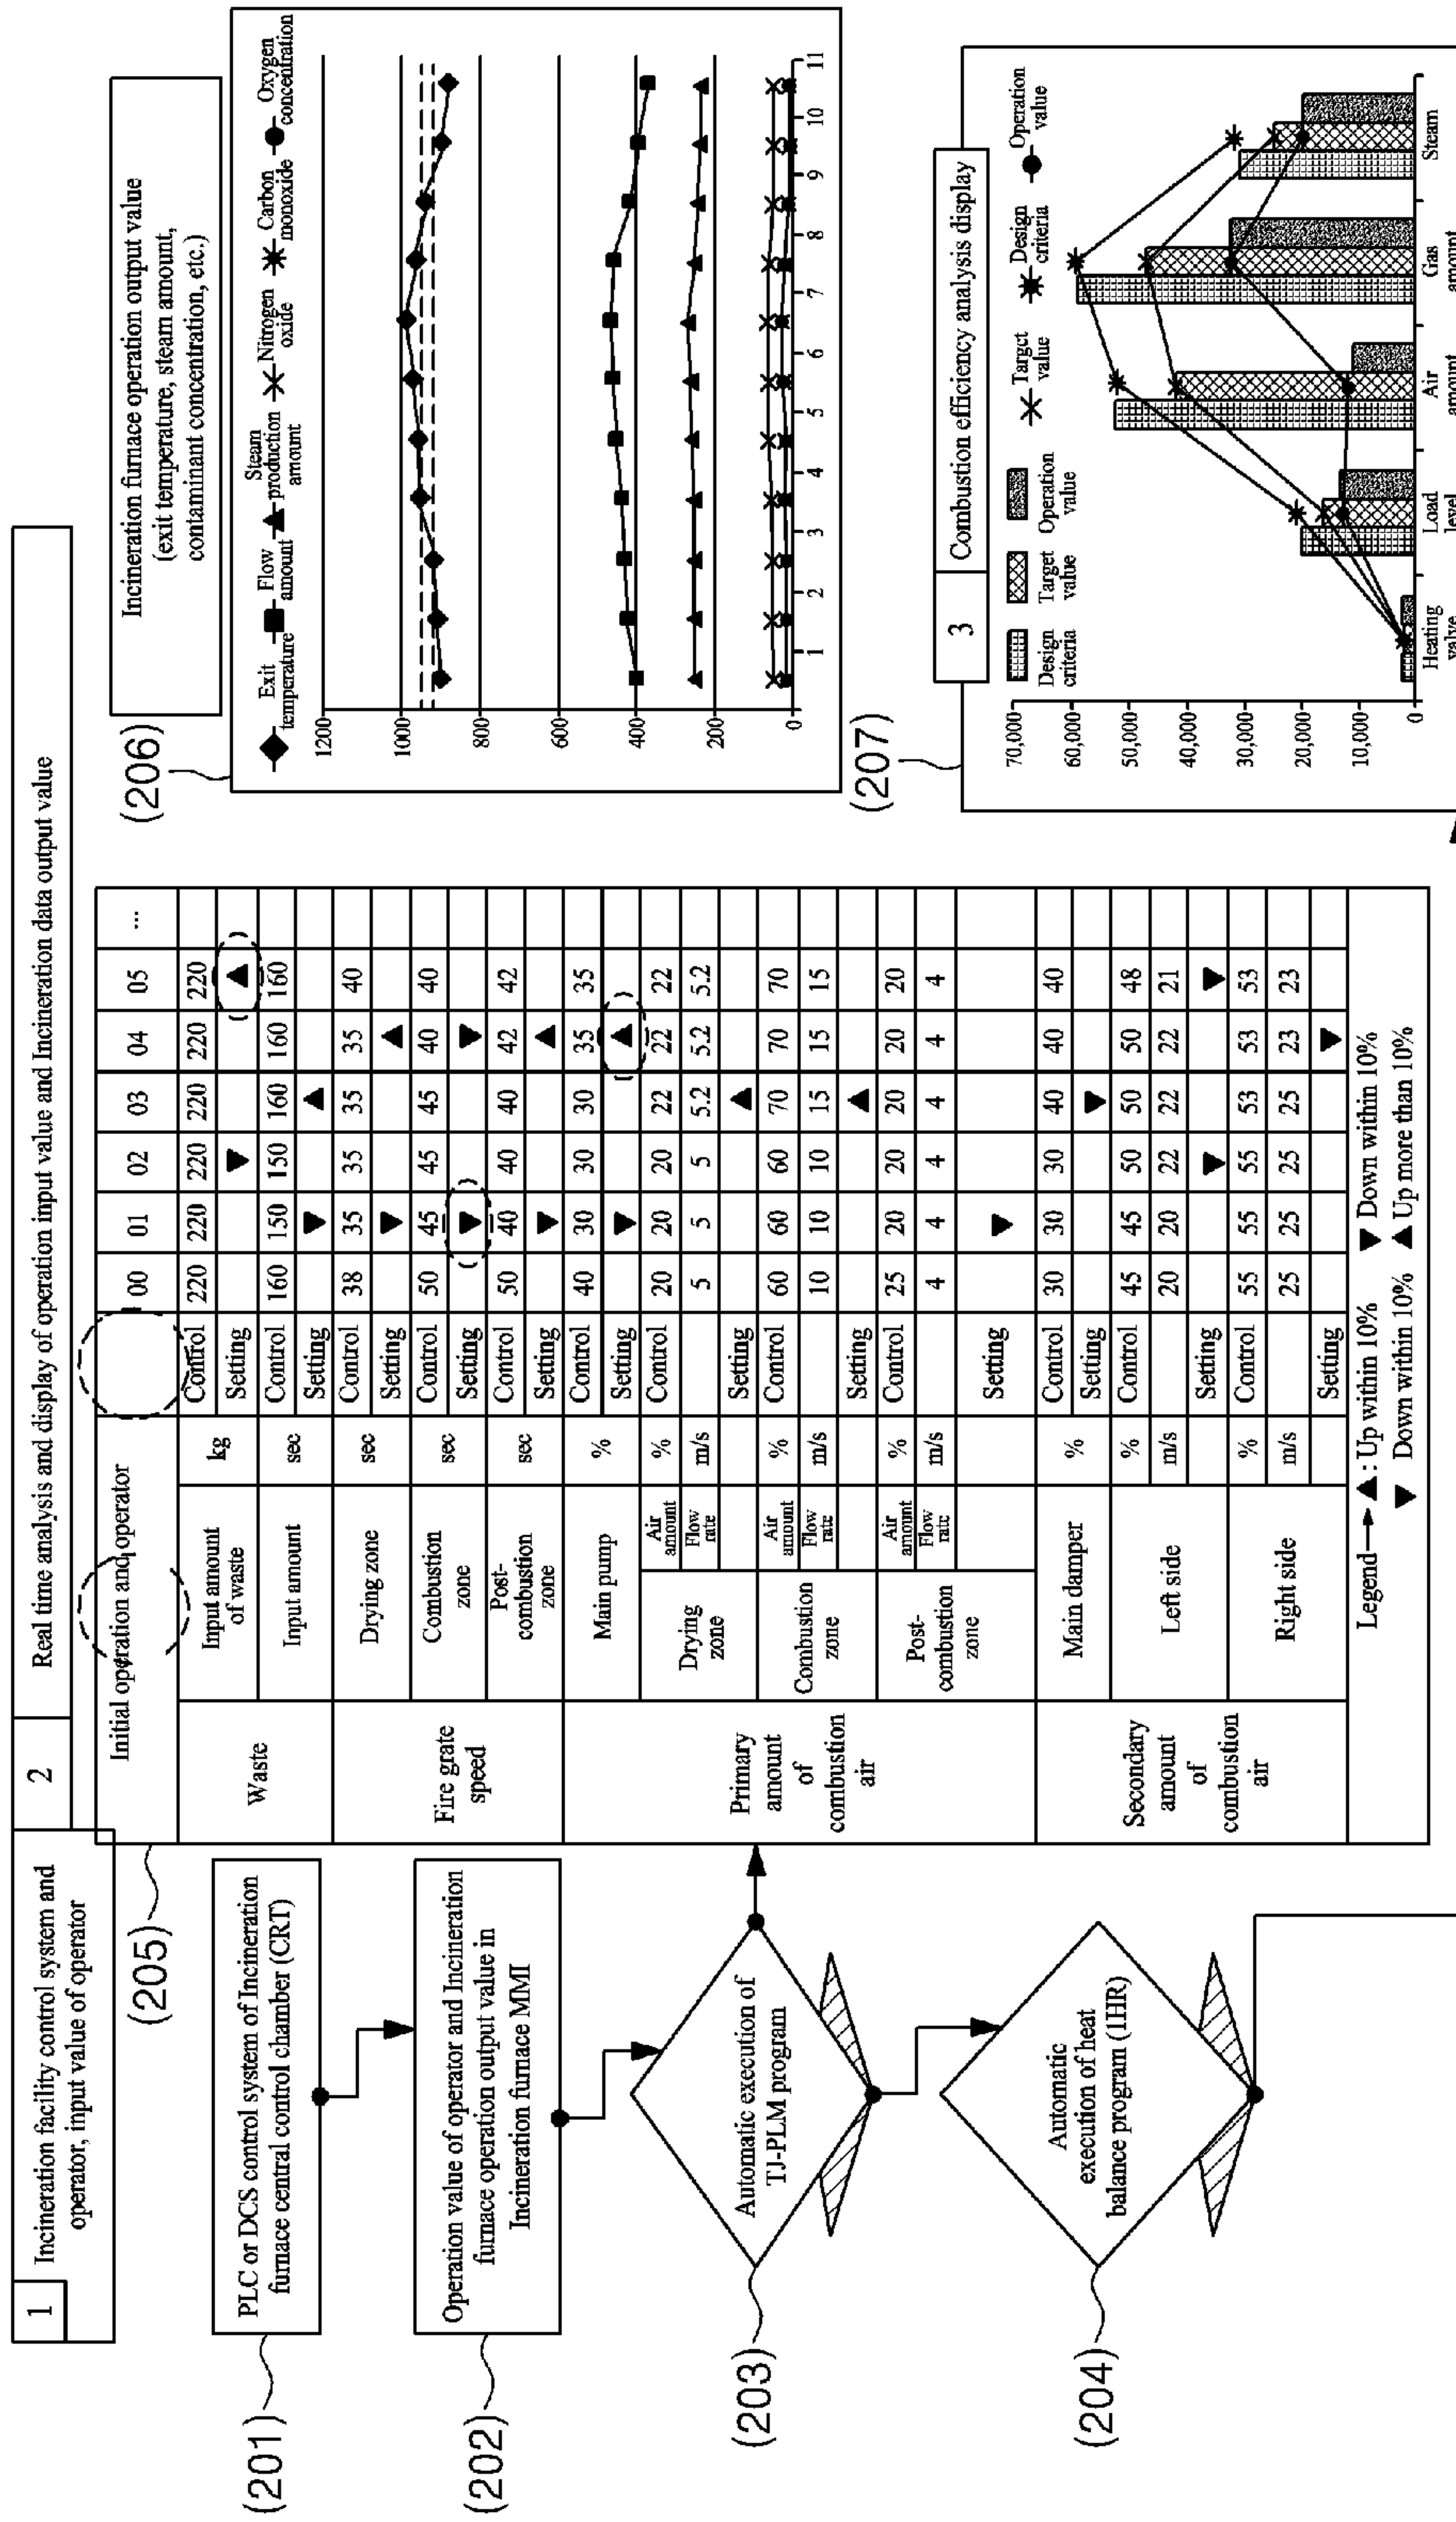 1
Incineration facility control system and
operator, input value of operator
2
Real time analysis and display of operation input value and Incineration data output value
(201)
PLC or DCS control system of Incineration
furnace central control chamber (CRT)
(202)
Operation value of operator and Incineration
furnace operation output value in
Incineration furnace MMI
(203)
Automatic execution of
TJ-PLM program
(204)
Automatic
execution of heat
balance program (1HR)
(205)
Initial operation and operator 00 01 02 03 04 05 ...
Waste
Input amount
of waste
kg
Control 220 220 220 220 220 220
Setting ▼ ▲
Input amount
sec
Control 160 150 150 160 160 160
Setting ▼ ▲
Fire grate
speed
Drying zone
sec
Control 38 35 35 35 35 40
Setting ▼ ▲
Combustion
zone
sec
Control 50 45 45 45 40 40
Setting ▼ ▼
Post-
combustion
zone
sec
Control 50 40 40 40 42 42
Setting ▼ ▲
Primary
amount
of
combustion
air
Main pump
%
Control 40 30 30 30 35 35
Setting ▼ ▲
Drying
zone
Air
amount
% Control 20 20 20 22 22 22
Flow
rate
m/s 5 5 5 5.2 5.2 5.2
Setting ▲
Combustion
zone
Air
amount
% Control 60 60 60 70 70 70
Flow
rate
m/s 10 10 10 15 15 15
Setting ▲
Post-
combustion
zone
Air
amount
% Control 25 20 20 20 20 20
Flow
rate
m/s 4 4 4 4 4 4
Setting ▼
Secondary
amount
of
combustion
air
Main damper
%
Control 30 30 30 40 40 40
Setting ▼
Left side
% Control 45 45 50 50 50 48
m/s 20 20 22 22 22 21
Setting ▼ ▼
Right side
% Control 55 55 55 53 53 53
m/s 25 25 25 25 23 23
Setting ▼
Legend → ▲ : Up within 10% ▼ Down within 10%
▼ Down within 10% ▲ Up more than 10%
(206)
Incineration furnace operation output value
(exit temperature, steam amount,
contaminant concentration, etc.)
Exit
temperature
Flow
amount
Steam
production
amount
Nitrogen
oxide
Carbon
monoxide
Oxygen
concentration
1200
1000
800
600
400
200
0
1 2 3 4 5 6 7 8 9 10 11
(207)
3
Combustion efficiency analysis display
Design
criteria
Target
value
Operation
value
Target
value
Design
criteria
Operation
value
70,000
60,000
50,000
40,000
30,000
20,000
10,000
0
Heating
valve
Load
level
Air
amount
Gas
amount
Steam